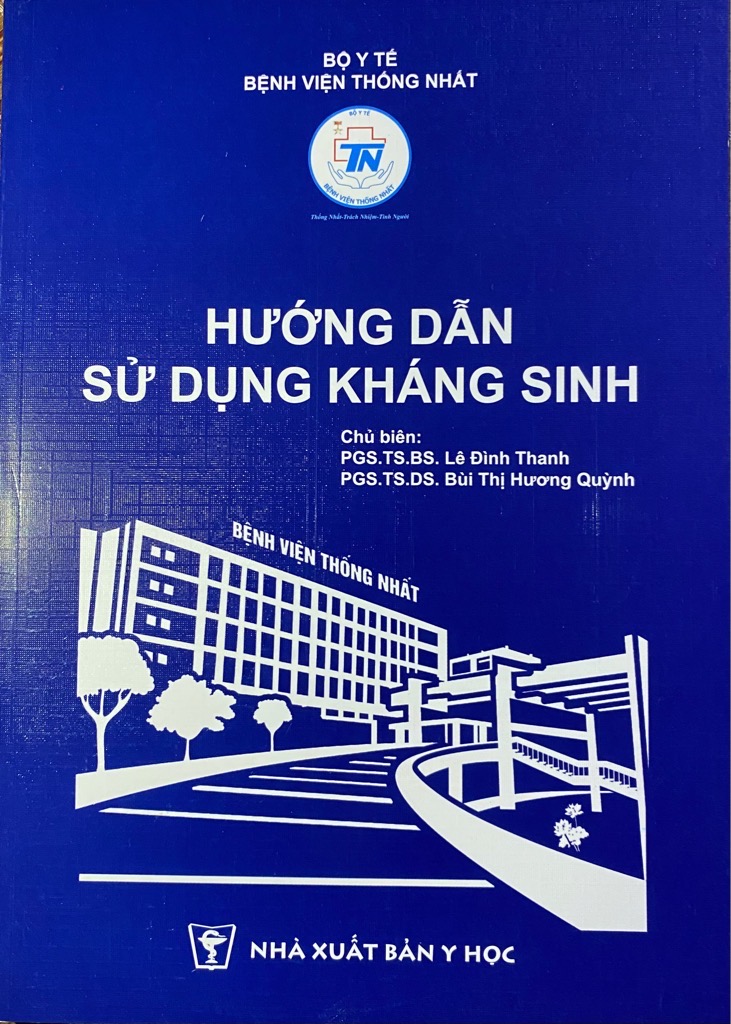 BỘ Y TẾ
BỆNH VIỆN THỐNG NHẤT
BỘ Y TẾ
TN
BỆNH VIỆN THỐNG NHẤT
Thống Nhất-Trách Nhiệm-Tình Người
HƯỚNG DẪN
SỬ DỤNG KHÁNG SINH
Chủ biên:
PGS.TS.BS. Lê Đình Thanh
PGS.TS.DS. Bùi Thị Hương Quỳnh
BỆNH VIỆN THỐNG NHẤT
NHÀ XUẤT BẢN Y HỌC